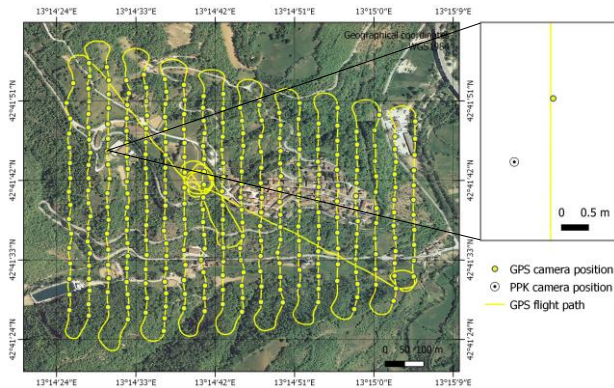 13°14'24"E 13°14'33"E 13°14'42"E 13°14'51"E 13°15'0"E 13°15'9"E
Geographical coordinates
WGS1984
42°41'51"N 42°41'51"N
42°41'42"N 42°41'42"N
42°41'33"N 42°41'33"N
42°41'24"N 42°41'24"N
0 50 100 m
13°14'24"E 13°14'33"E 13°14'42"E 13°14'51"E 13°15'0"E 13°15'9"E
0 0.5 m
GPS camera position
PPK camera position
GPS flight path